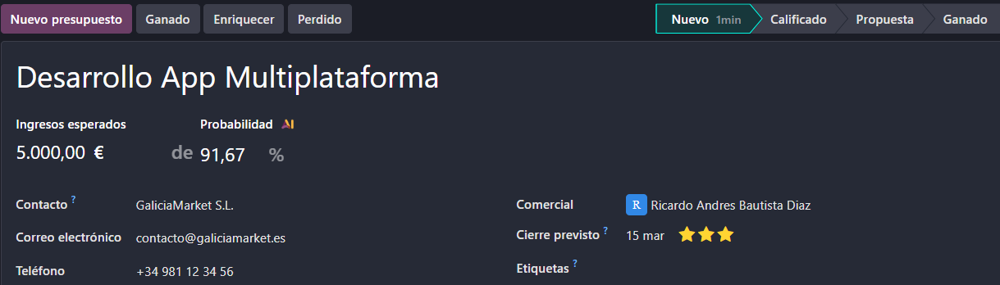 Nuevo presupuesto Ganado Enriquecer Perdido Nuevo 1min Calificado Propuesta Ganado
Desarrollo App Multiplataforma
Ingresos esperados Probabilidad AI
5.000,00 € de 91,67 %
Contacto ? GaliciaMarket S.L. Comercial R Ricardo Andres Bautista Diaz
Correo electrónico contacto@galiciamarket.es Cierre previsto ? 15 mar
Teléfono +34 981 12 34 56 Etiquetas ?